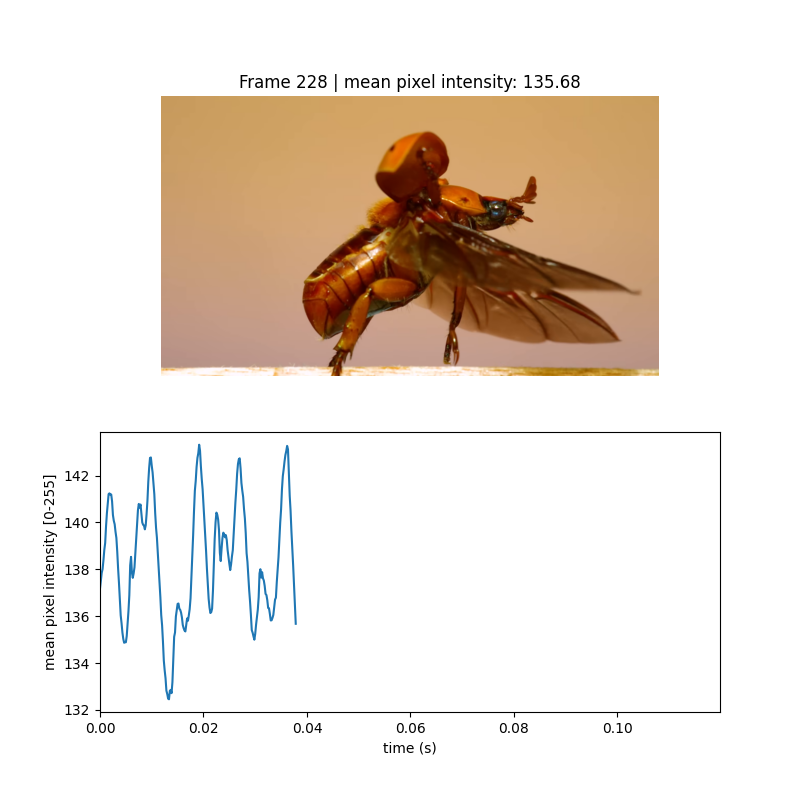 Frame 228 | mean pixel intensity: 135.68
mean pixel intensity [0-255]
142
140
138
136
134
132
0.00 0.02 0.04 0.06 0.08 0.10
time (s)